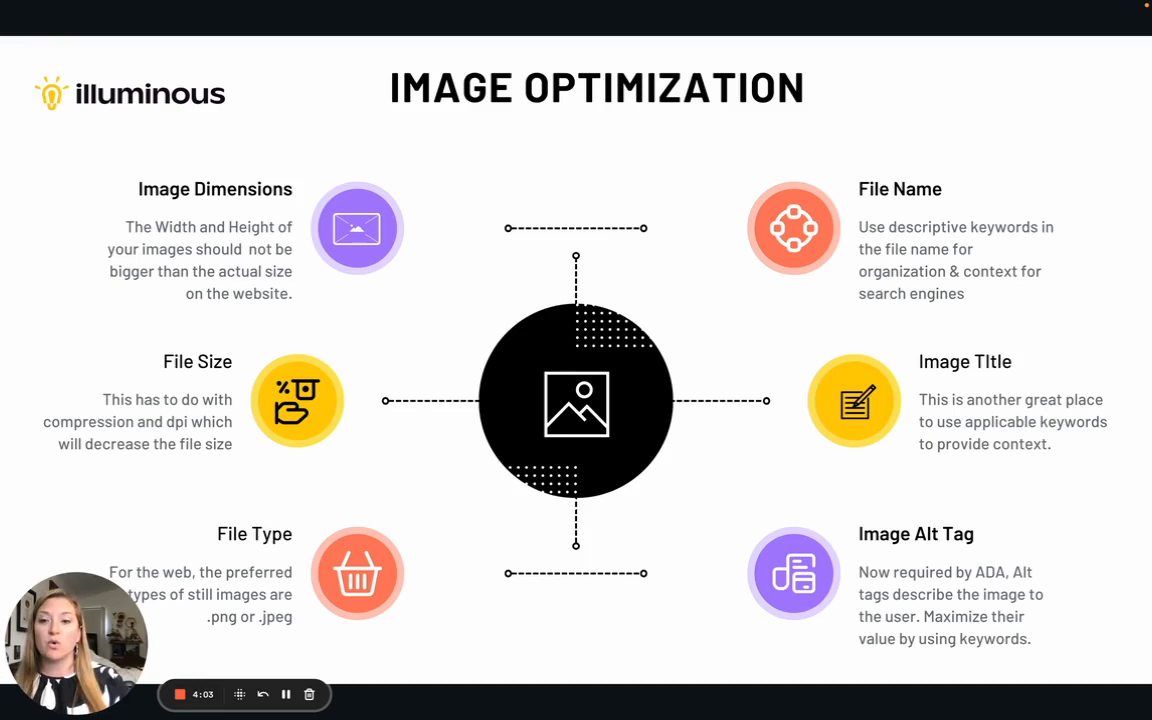 illuminous
IMAGE OPTIMIZATION
Image Dimensions
The Width and Height of
your images should not be
bigger than the actual size
on the website.
File Size
This has to do with
compression and dpi which
will decrease the file size
File Type
For the web, the preferred
types of still images are
.png or .jpeg
File Name
Use descriptive keywords in
the file name for
organization & context for
search engines
Image TItle
This is another great place
to use applicable keywords
to provide context.
Image Alt Tag
Now required by ADA, Alt
tags describe the image to
the user. Maximize their
value by using keywords.
4:03